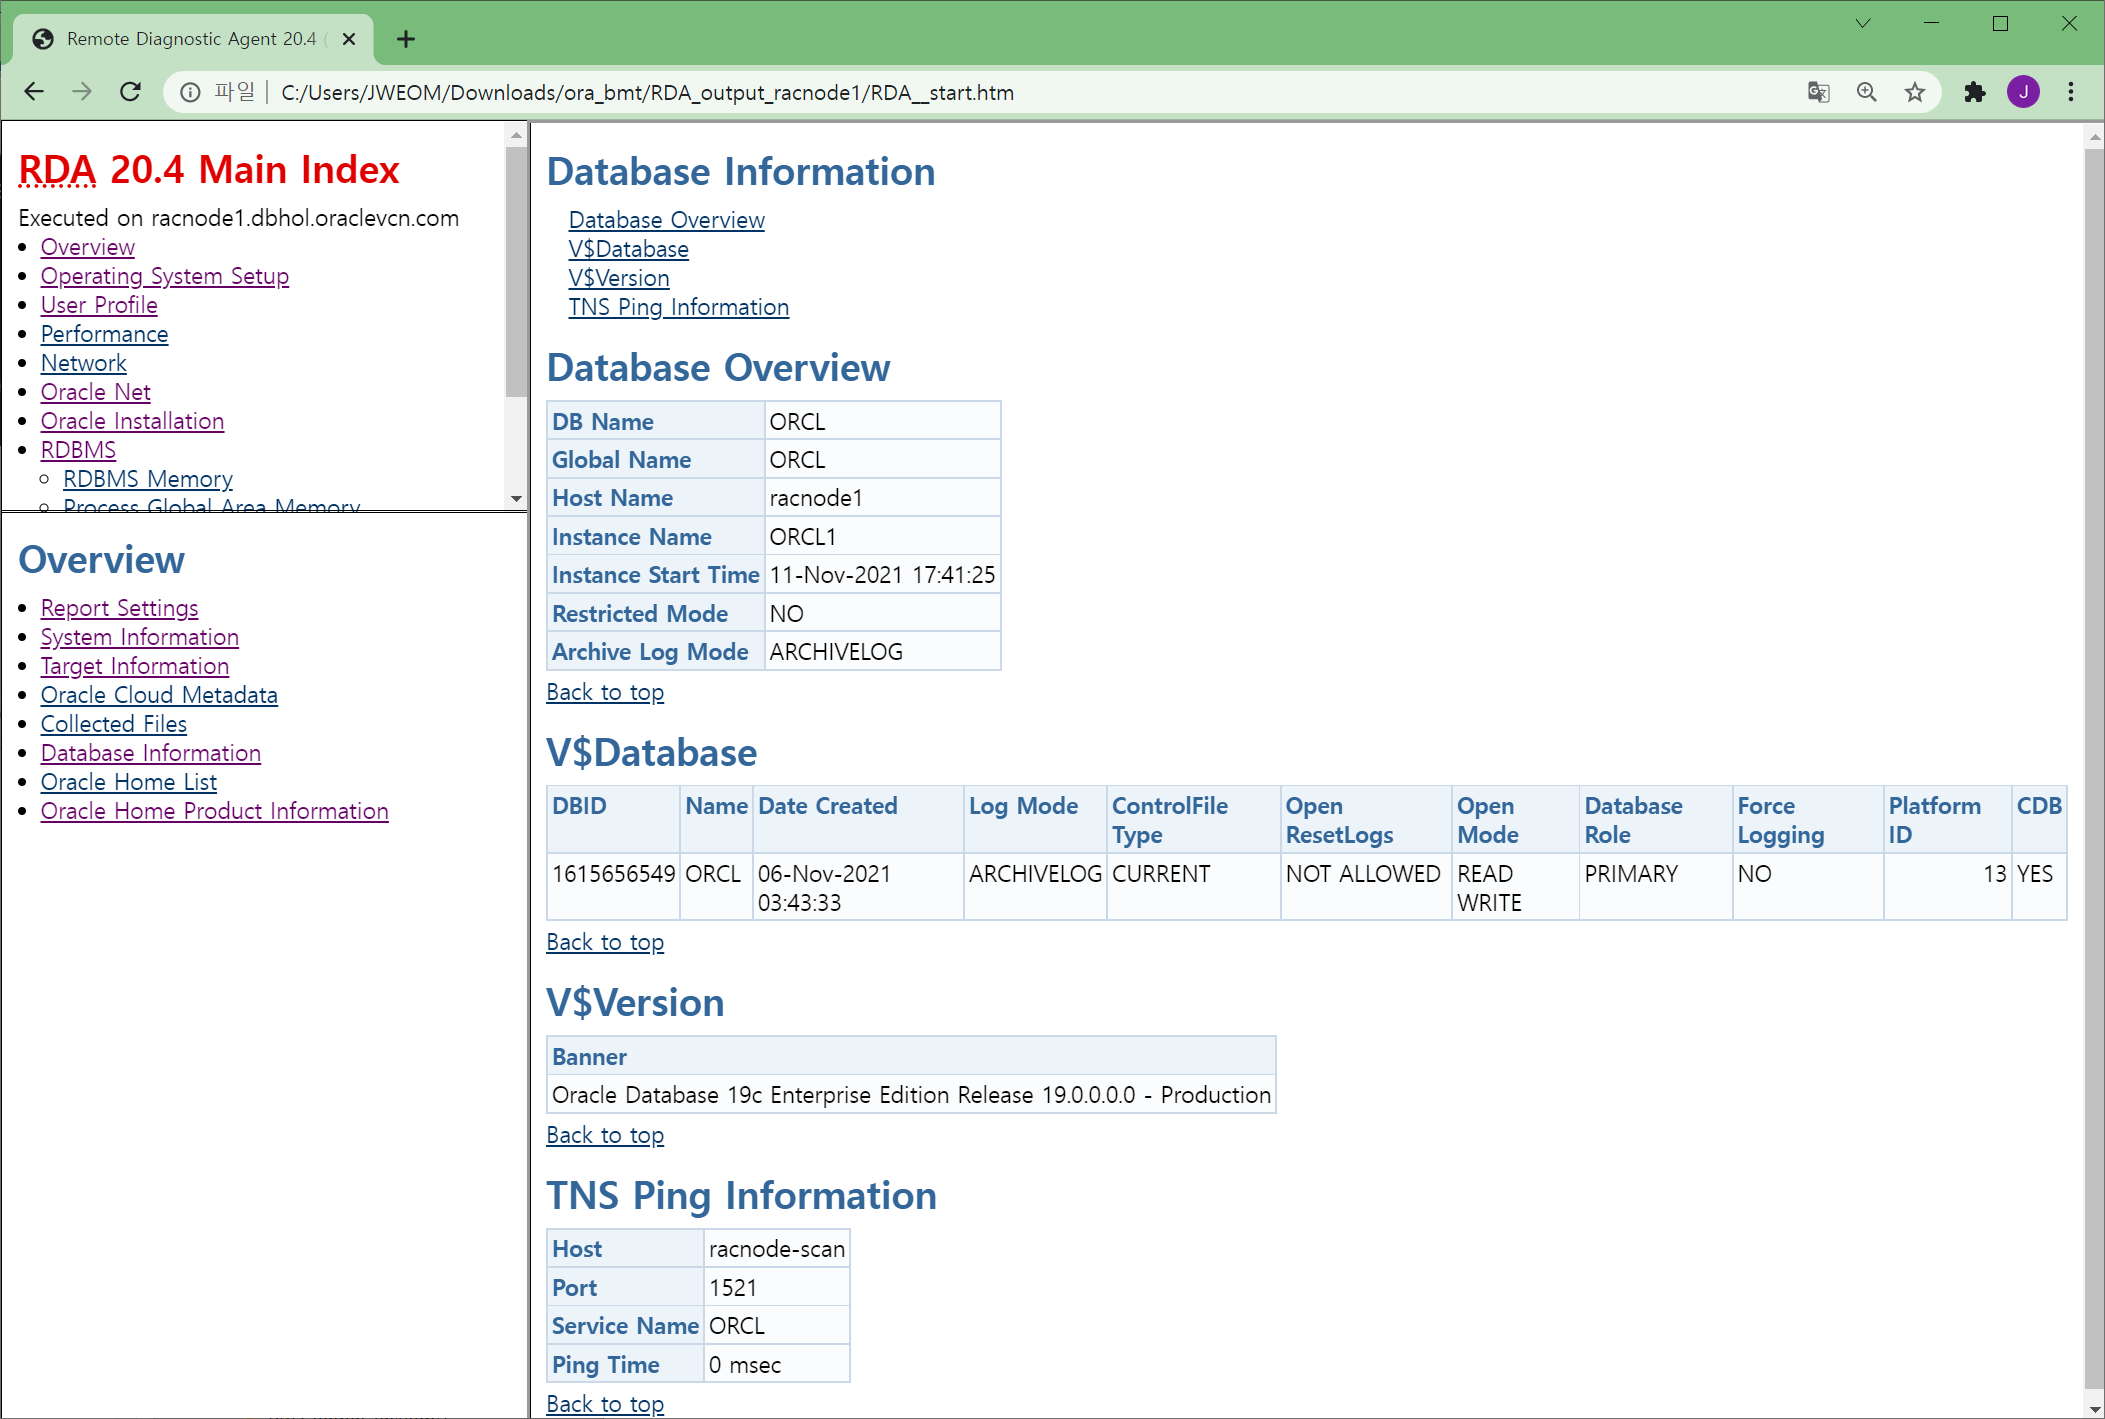 Remote Diagnostic Agent 20.4 (
파일 C:/Users/JWEOM/Downloads/ora_bmt/RDA_output_racnode1/RDA__start.htm
J
RDA 20.4 Main Index
Executed on racnode1.dbhol.oraclevcn.com
Overview
Operating System Setup
User Profile
Performance
Network
Oracle Net
Oracle Installation
RDBMS
RDBMS Memory
Process Global Area Memory
Overview
Report Settings
System Information
Target Information
Oracle Cloud Metadata
Collected Files
Database Information
Oracle Home List
Oracle Home Product Information
Database Information
Database Overview
V$Database
V$Version
TNS Ping Information
Database Overview
DB Name ORCL
Global Name ORCL
Host Name racnode1
Instance Name ORCL1
Instance Start Time 11-Nov-2021 17:41:25
Restricted Mode NO
Archive Log Mode ARCHIVELOG
Back to top
V$Database
DBID Name Date Created Log Mode ControlFile Open Open Database Force Platform CDB
Type ResetLogs Mode Role Logging ID
1615656549 ORCL 06-Nov-2021 ARCHIVELOG CURRENT NOT ALLOWED READ PRIMARY NO 13 YES
03:43:33 WRITE
Back to top
V$Version
Banner
Oracle Database 19c Enterprise Edition Release 19.0.0.0.0 - Production
Back to top
TNS Ping Information
Host racnode-scan
Port 1521
Service Name ORCL
Ping Time 0 msec
Back to top